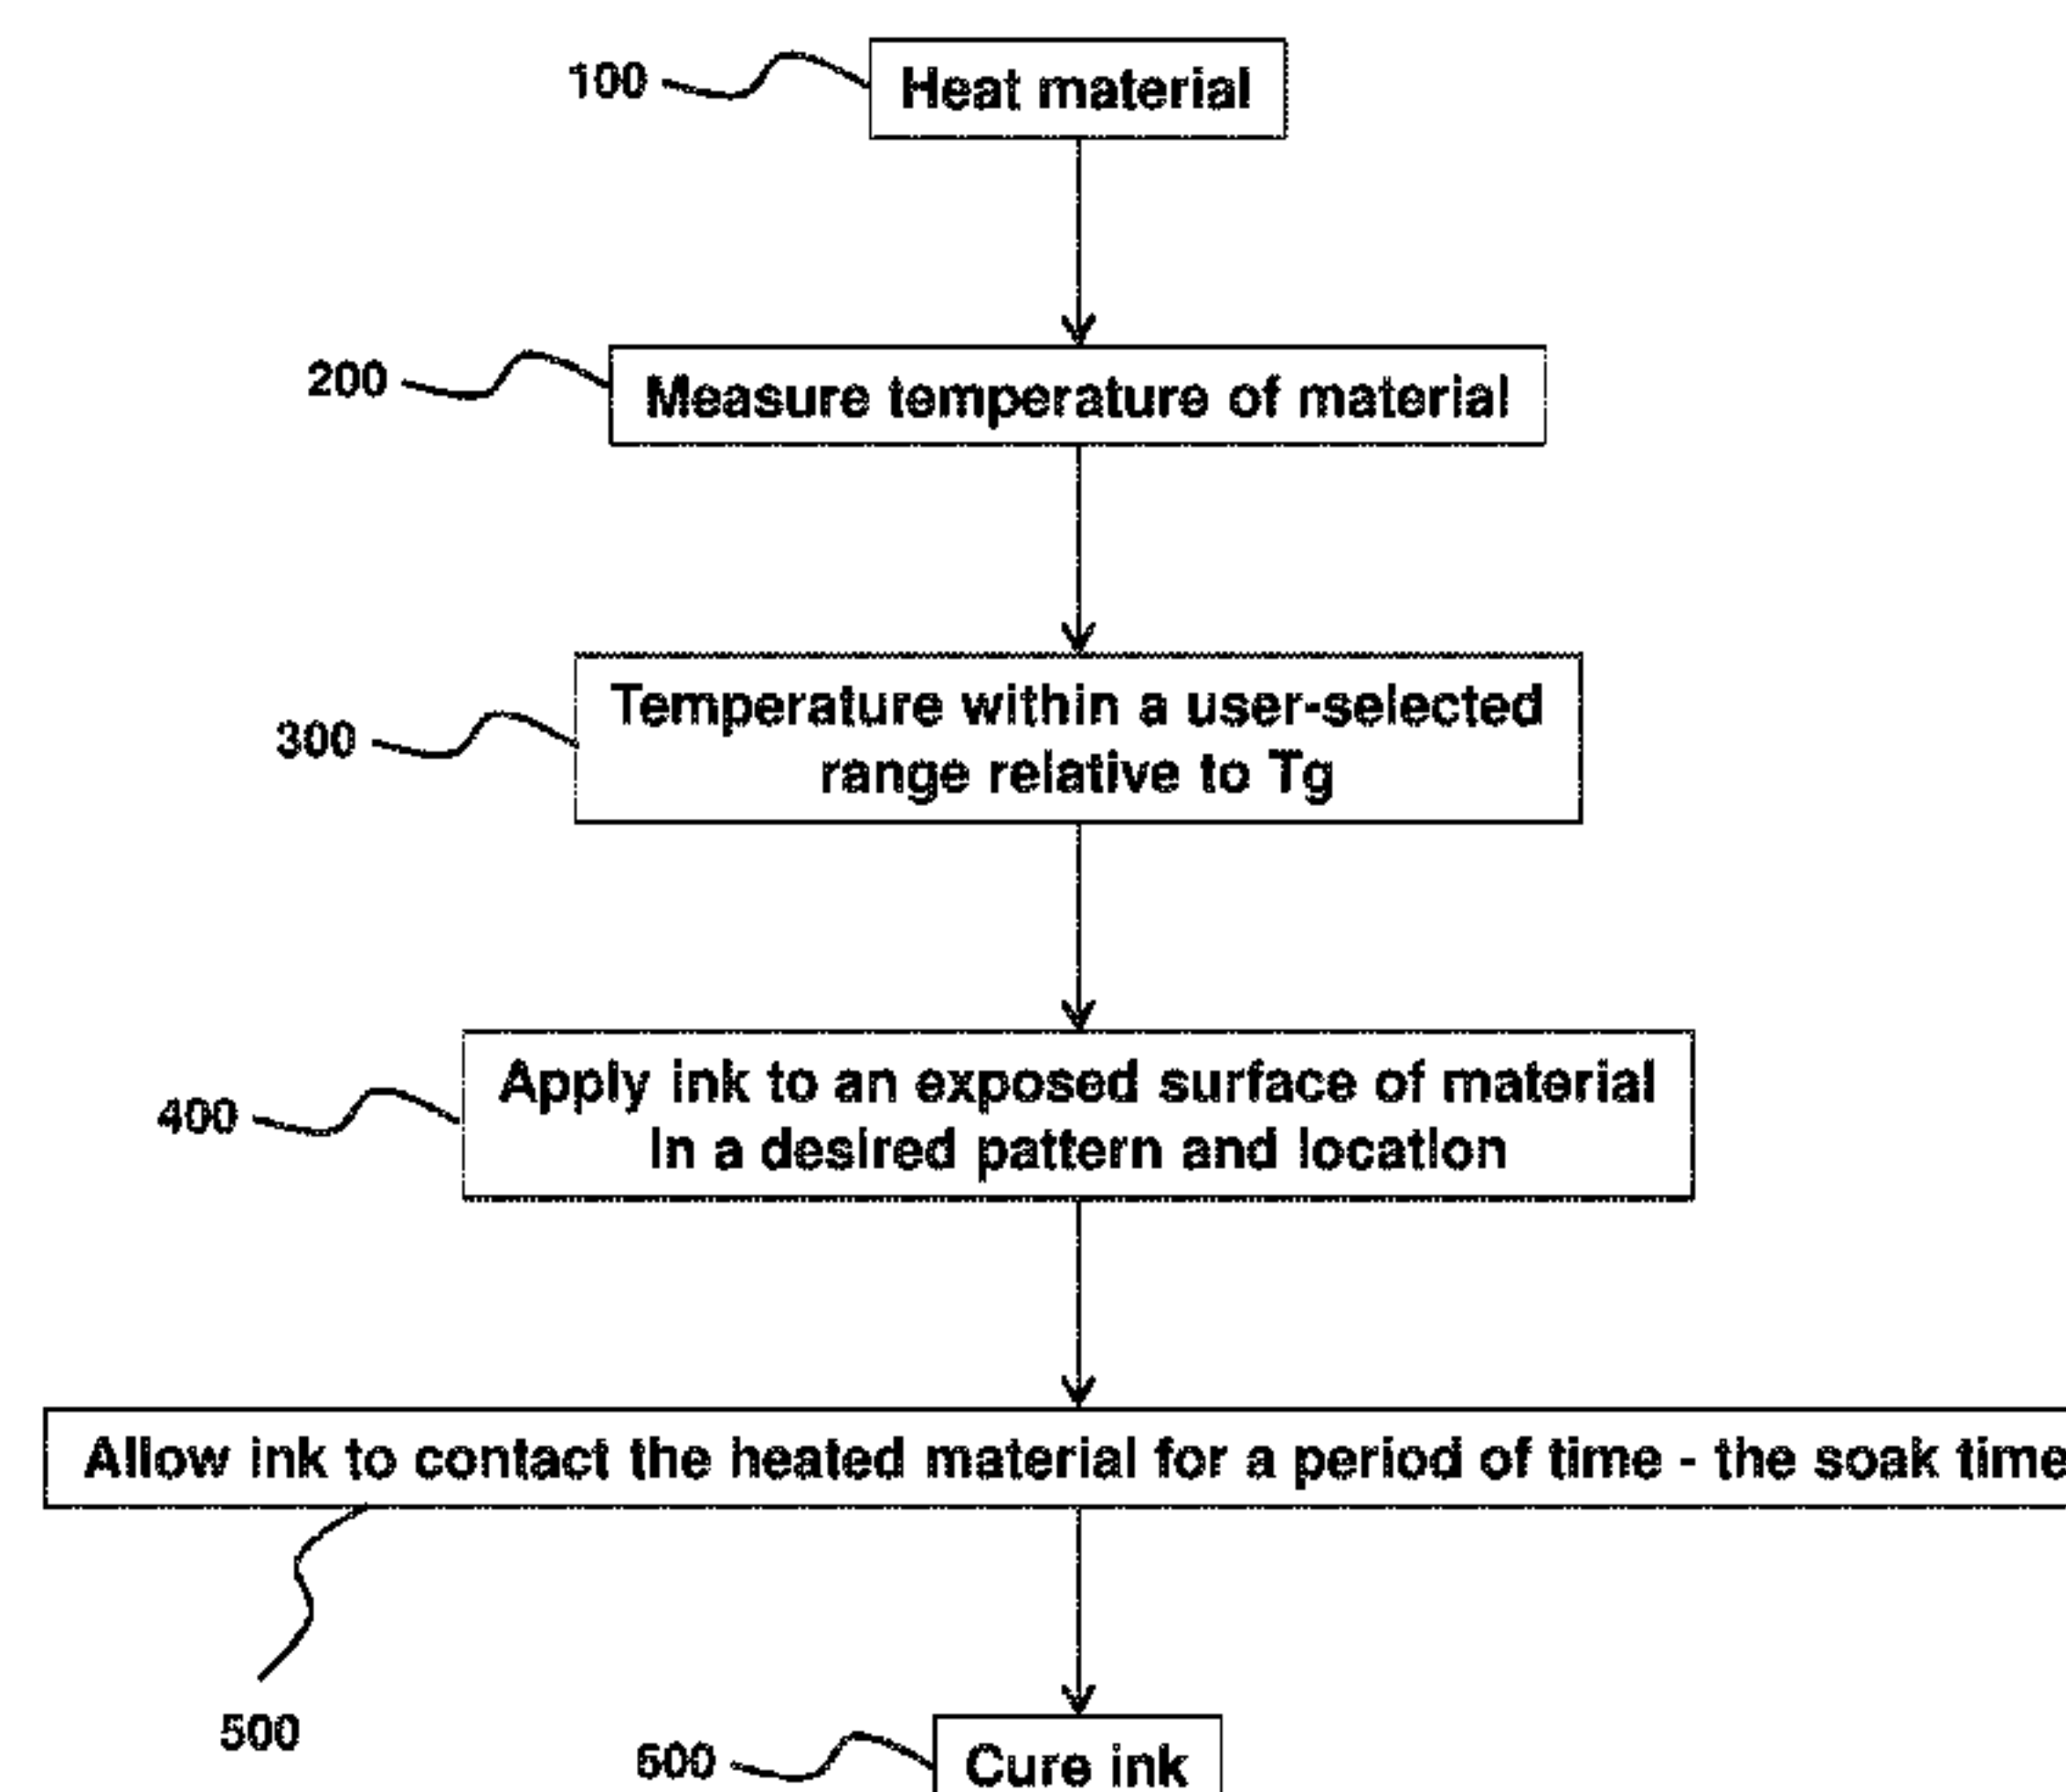 100 Heat material
200 Measure temperature of material
300 Temperature within a user-selected
range relative to Tg
400 Apply ink to an exposed surface of material
in a desired pattern and location
Allow ink to contact the heated material for a period of time - the soak time
500
600 Cure ink